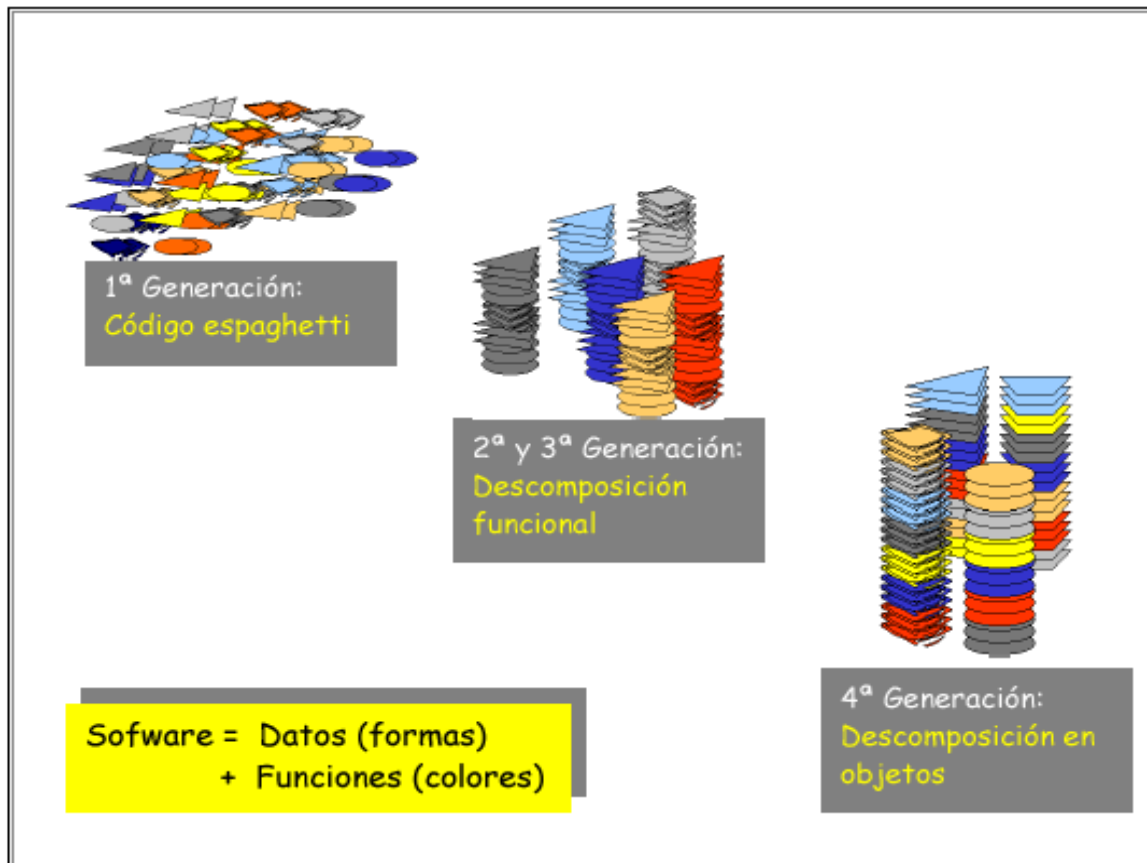 1ª Generación:
Código espaghetti
2ª y 3ª Generación:
Descomposición
funcional
4ª Generación:
Descomposición en
objetos
Sofware = Datos (formas)
+ Funciones (colores)